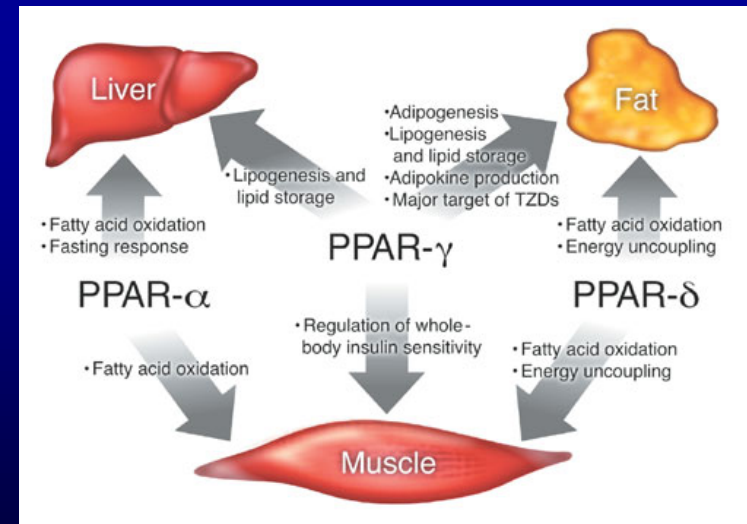 Liver
Fat
•Adipogenesis
•Lipogenesis
and lipid storage
•Adipokine production
•Major target of TZDs
•Lipogenesis and
lipid storage
•Fatty acid oxidation
•Fasting response
•Fatty acid oxidation
•Energy uncoupling
PPAR-γ
PPAR-α
PPAR-δ
•Regulation of whole-
body insulin sensitivity
•Fatty acid oxidation
•Fatty acid oxidation
•Energy uncoupling
Muscle